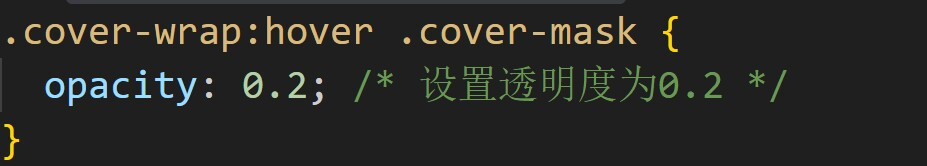 .cover-wrap:hover .cover-mask {
  opacity: 0.2; /* 设置透明度为0.2 */
}